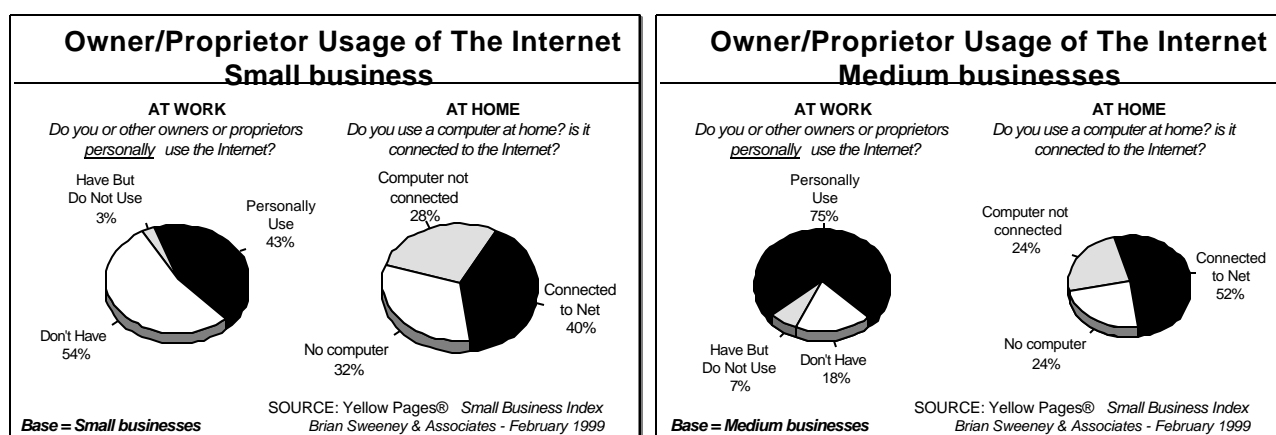 Owner/Proprietor Usage of The Internet
Small business
AT WORK
Do you or other owners or proprietors
personally use the Internet?
Have But
Do Not Use
3%
Personally
Use
43%
Don't Have
54%
AT HOME
Do you use a computer at home? is it
connected to the Internet?
Computer not
connected
28%
Connected
to Net
40%
No computer
32%
Base = Small businesses
SOURCE: Yellow Pages® Small Business Index
Brian Sweeney & Associates - February 1999
Owner/Proprietor Usage of The Internet
Medium businesses
AT WORK
Do you or other owners or proprietors
personally use the Internet?
Personally
Use
75%
Have But
Do Not Use
7%
Don't Have
18%
AT HOME
Do you use a computer at home? is it
connected to the Internet?
Computer not
connected
24%
Connected
to Net
52%
No computer
24%
Base = Medium businesses
SOURCE: Yellow Pages® Small Business Index
Brian Sweeney & Associates - February 1999